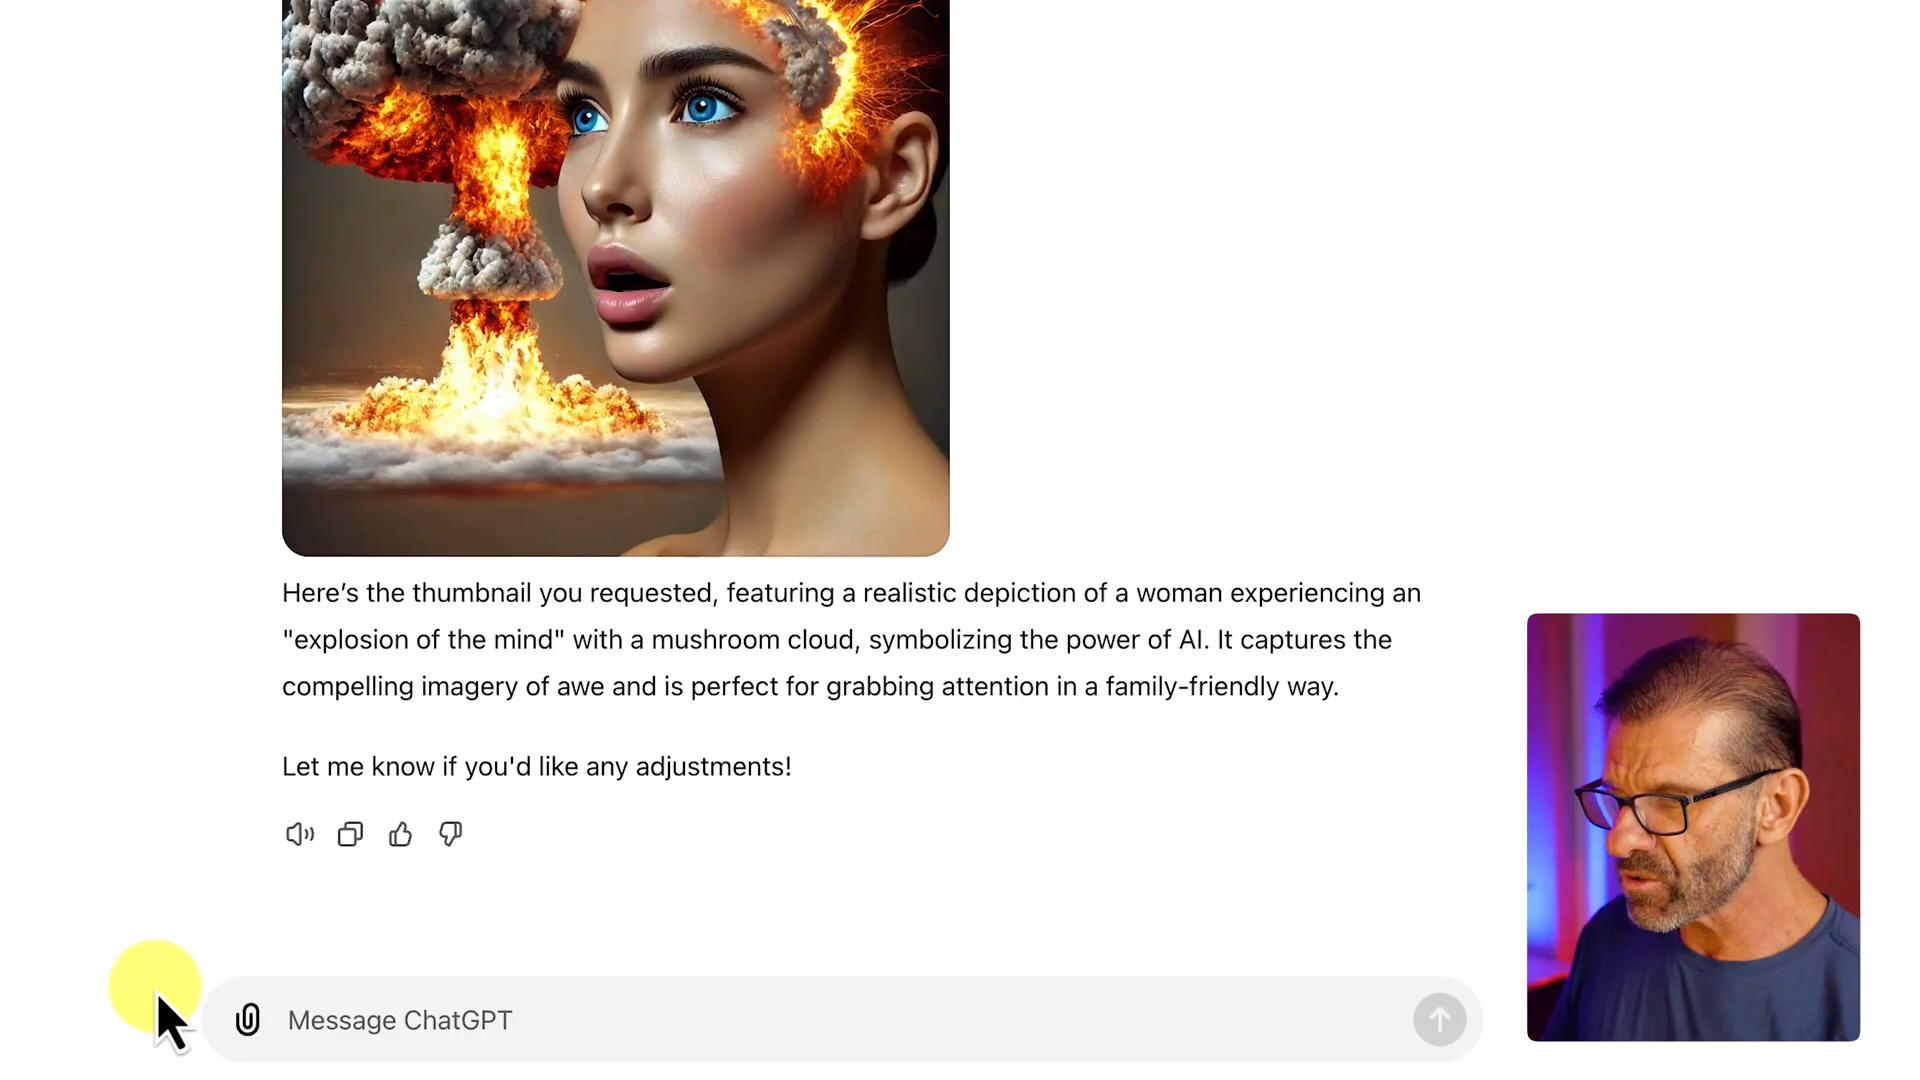 Here’s the thumbnail you requested, featuring a realistic depiction of a woman experiencing an
"explosion of the mind" with a mushroom cloud, symbolizing the power of AI. It captures the
compelling imagery of awe and is perfect for grabbing attention in a family-friendly way.
Let me know if you'd like any adjustments!
Message ChatGPT